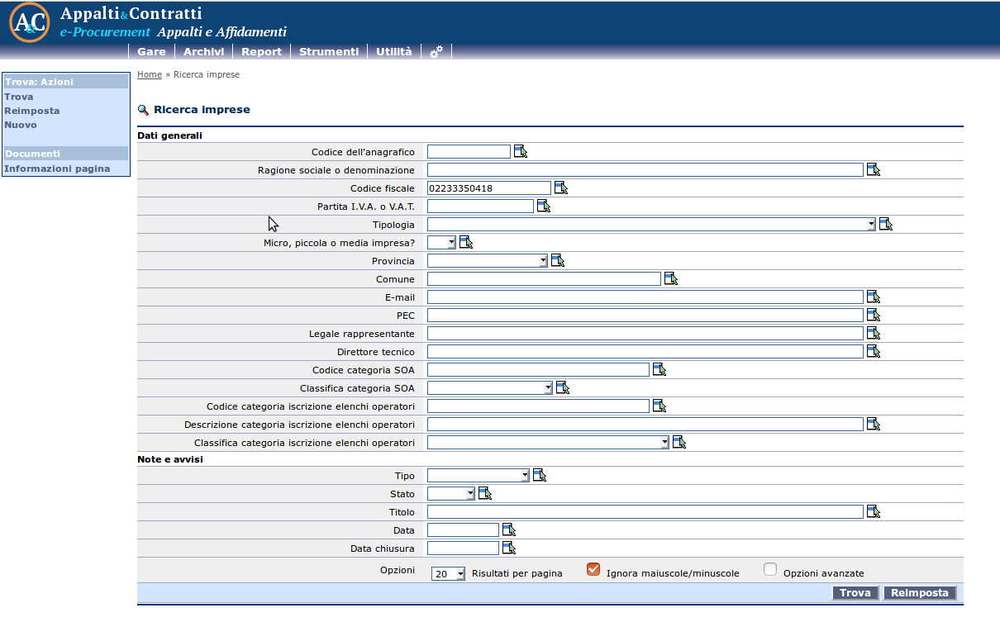 A&C Appalti&Contratti
e-Procurement Appalti e Affidamenti
Gare Archivi Report Strumenti Utilità
Trova: Azioni
Trova
Reimposta
Nuovo
Documenti
Informazioni pagina
Home » Ricerca imprese
Ricerca imprese
Dati generali
Codice dell'anagrafico
Ragione sociale o denominazione
Codice fiscale 02233350418
Partita I.V.A. o V.A.T.
Tipologia
Micro, piccola o media impresa?
Provincia
Comune
E-mail
PEC
Legale rappresentante
Direttore tecnico
Codice categoria SOA
Classifica categoria SOA
Codice categoria iscrizione elenchi operatori
Descrizione categoria iscrizione elenchi operatori
Classifica categoria iscrizione elenchi operatori
Note e avvisi
Tipo
Stato
Titolo
Data
Data chiusura
Opzioni 20 Risultati per pagina Ignora maiuscole/minuscole Opzioni avanzate
Trova Reimposta